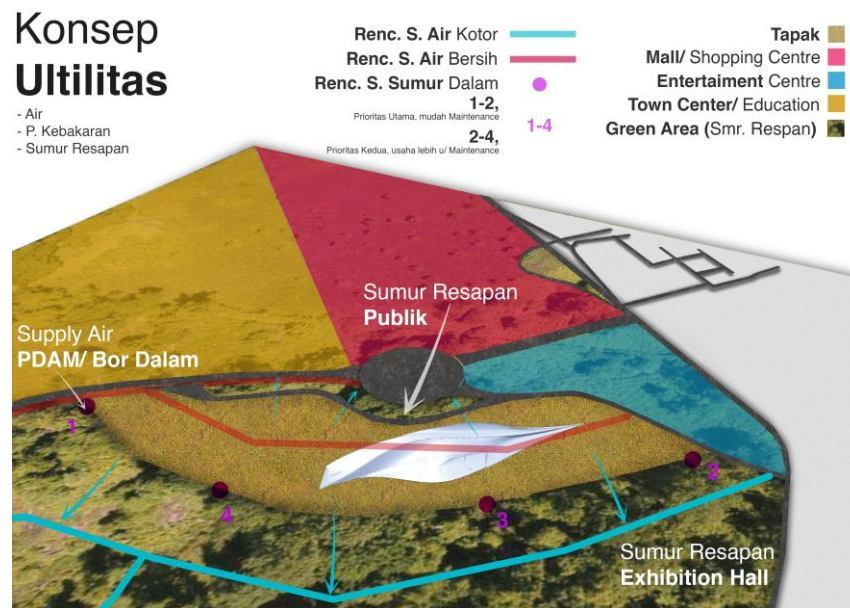 Konsep
Ultilitas
- Air
- P. Kebakaran
- Sumur Resapan
Renc. S. Air Kotor
Renc. S. Air Bersih
Renc. S. Sumur Dalam
1-2,
Prioritas Utama, mudah Maintenance
2-4,
Prioritas Kedua, usaha lebih u/ Maintenance
1-4
Tapak
Mall/ Shopping Centre
Entertaiment Centre
Town Center/ Education
Green Area (Smr. Respan)
Sumur Resapan
Publik
Supply Air
PDAM/ Bor Dalam
1
2
4
3
Sumur Resapan
Exhibition Hall